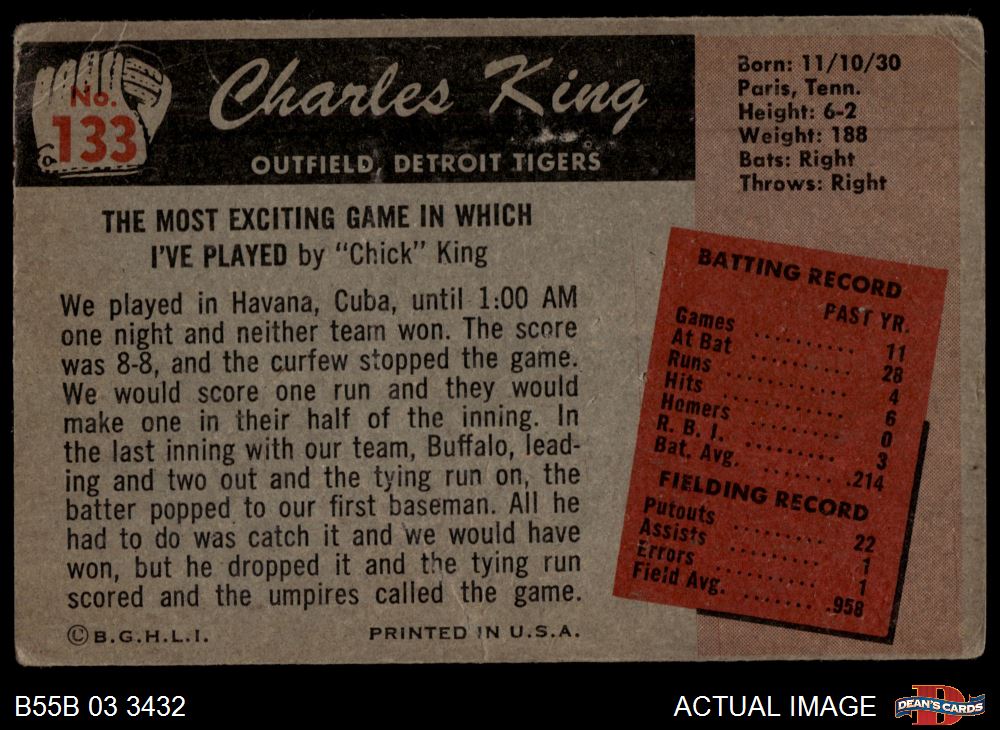 No.
133
Charles King
OUTFIELD, DETROIT TIGERS
Born: 11/10/30
Paris, Tenn.
Height: 6-2
Weight: 188
Bats: Right
Throws: Right
THE MOST EXCITING GAME IN WHICH
I'VE PLAYED by "Chick" King
We played in Havana, Cuba, until 1:00 AM
one night and neither team won. The score
was 8-8, and the curfew stopped the game.
We would score one run and they would
make one in their half of the inning. In
the last inning with our team, Buffalo, lead-
ing and two out and the tying run on, the
batter popped to our first baseman. All he
had to do was catch it and we would have
won, but he dropped it and the tying run
scored and the umpires called the game.
BATTING RECORD
PAST YR.
Games .......... 11
At Bat .......... 28
Runs .......... 4
Hits .......... 6
Homers .......... 0
R. B. I. .......... 3
Bat. Avg. ....... .214
FIELDING RECORD
Putouts ......... 22
Assists ......... 1
Errors .......... 1
Field Avg. ....... .958
© B.G.H.L.I.
PRINTED IN U.S.A.
B55B 03 3432
ACTUAL IMAGE
DEAN'S CARDS